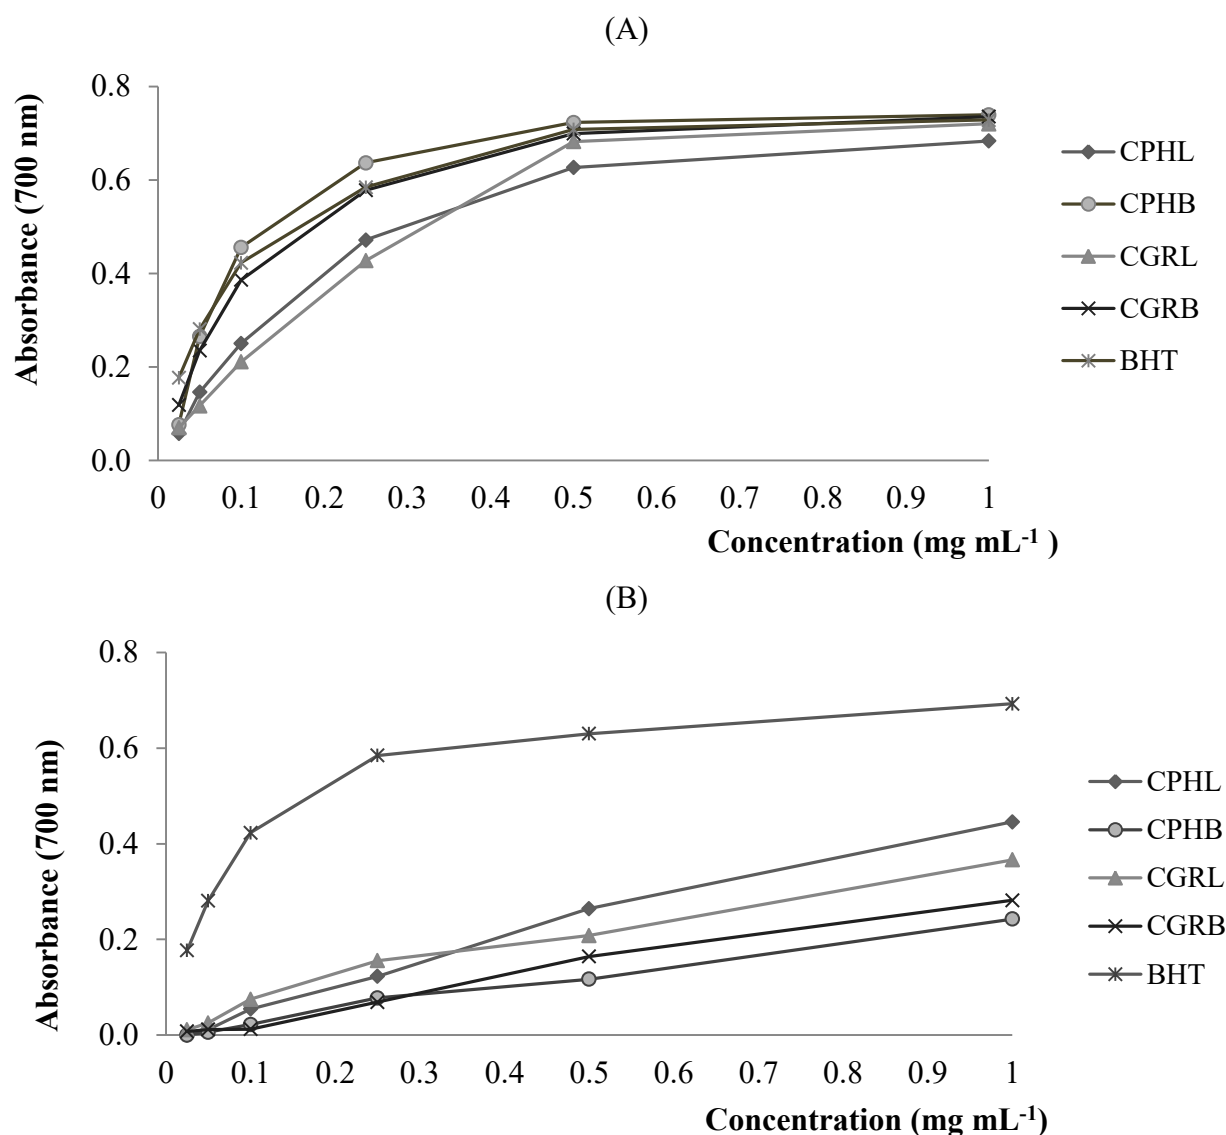 (A)
Absorbance (700 nm)
0.8
0.6
0.4
0.2
0.0
0 0.1 0.2 0.3 0.4 0.5 0.6 0.7 0.8 0.9 1
Concentration (mg mL⁻¹ )
CPHL
CPHB
CGRL
CGRB
BHT
(B)
Absorbance (700 nm)
0.8
0.6
0.4
0.2
0.0
0 0.1 0.2 0.3 0.4 0.5 0.6 0.7 0.8 0.9 1
Concentration (mg mL⁻¹)
CPHL
CPHB
CGRL
CGRB
BHT